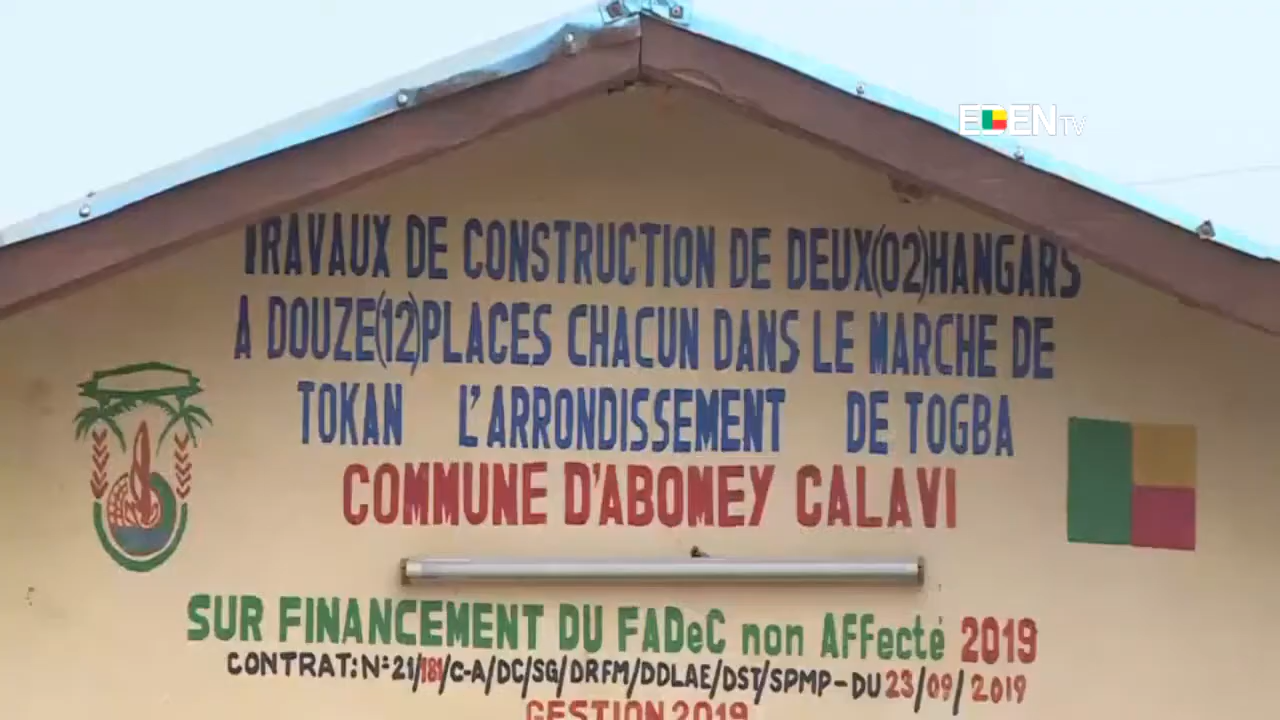 EDEN TV
TRAVAUX DE CONSTRUCTION DE DEUX(02)HANGARS
A DOUZE(12)PLACES CHACUN DANS LE MARCHE DE
TOKAN L'ARRONDISSEMENT DE TOGBA
COMMUNE D'ABOMEY CALAVI
SUR FINANCEMENT DU FADeC non AFFecté 2019
CONTRAT:N°21/181/C-A/DC/SG/DRFM/DDLAE/DST/SPMP-DU 23/09/2019
GESTION 2019